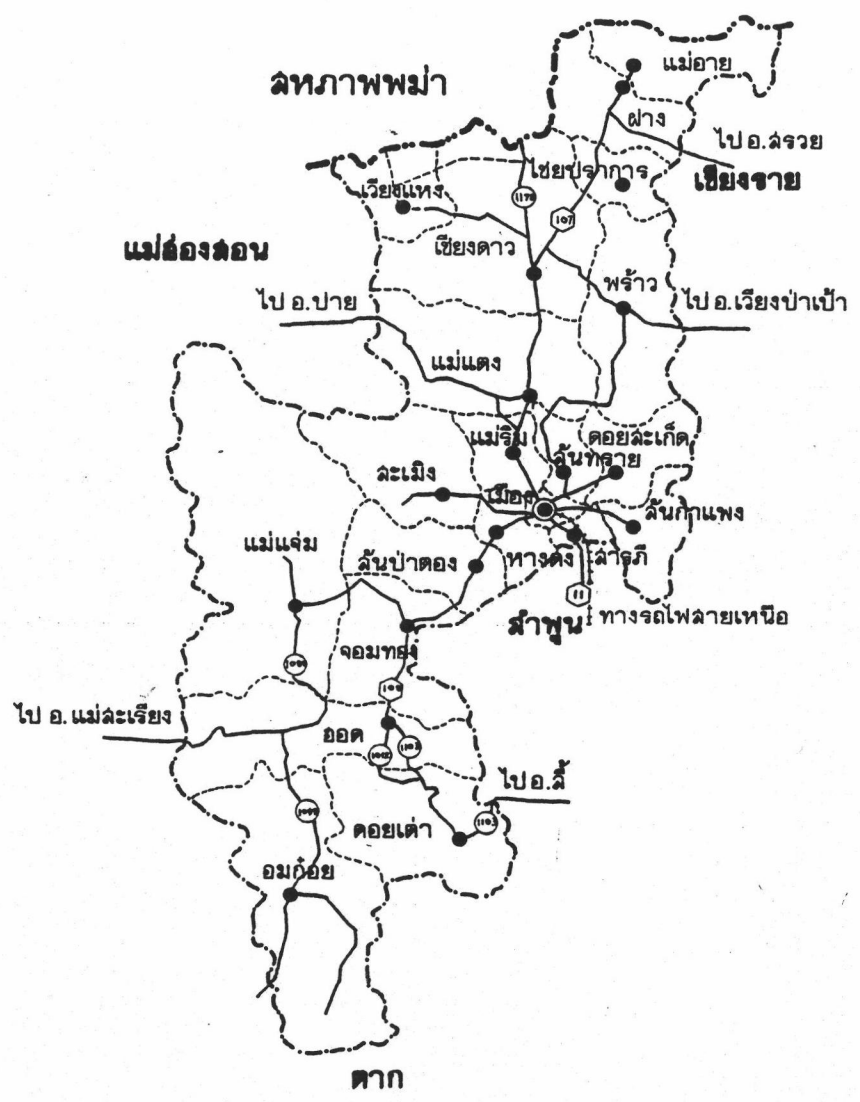 แม่อาย
สหภาพพม่า
ฝาง
ไป อ.สรวย
ไชยปราการ
เชียงราย
เวียงแหง
1178
107
เชียงดาว
แม่ฮ่องสอน
พร้าว
ไป อ.ปาย
ไป อ.เวียงป่าเป้า
แม่แตง
แม่ริม
ดอยสะเก็ด
สันทราย
สะเมิง
เมือง
สันกำแพง
แม่แจ่ม
สันป่าตอง
หางดง
สารภี
11
ลำพูน
ทางรถไฟสายเหนือ
จอมทอง
ไป อ.แม่สะเรียง
ฮอด
1103
ไป อ.ลี้
ดอยเต่า
1103
1099
อมก๋อย
ตาก